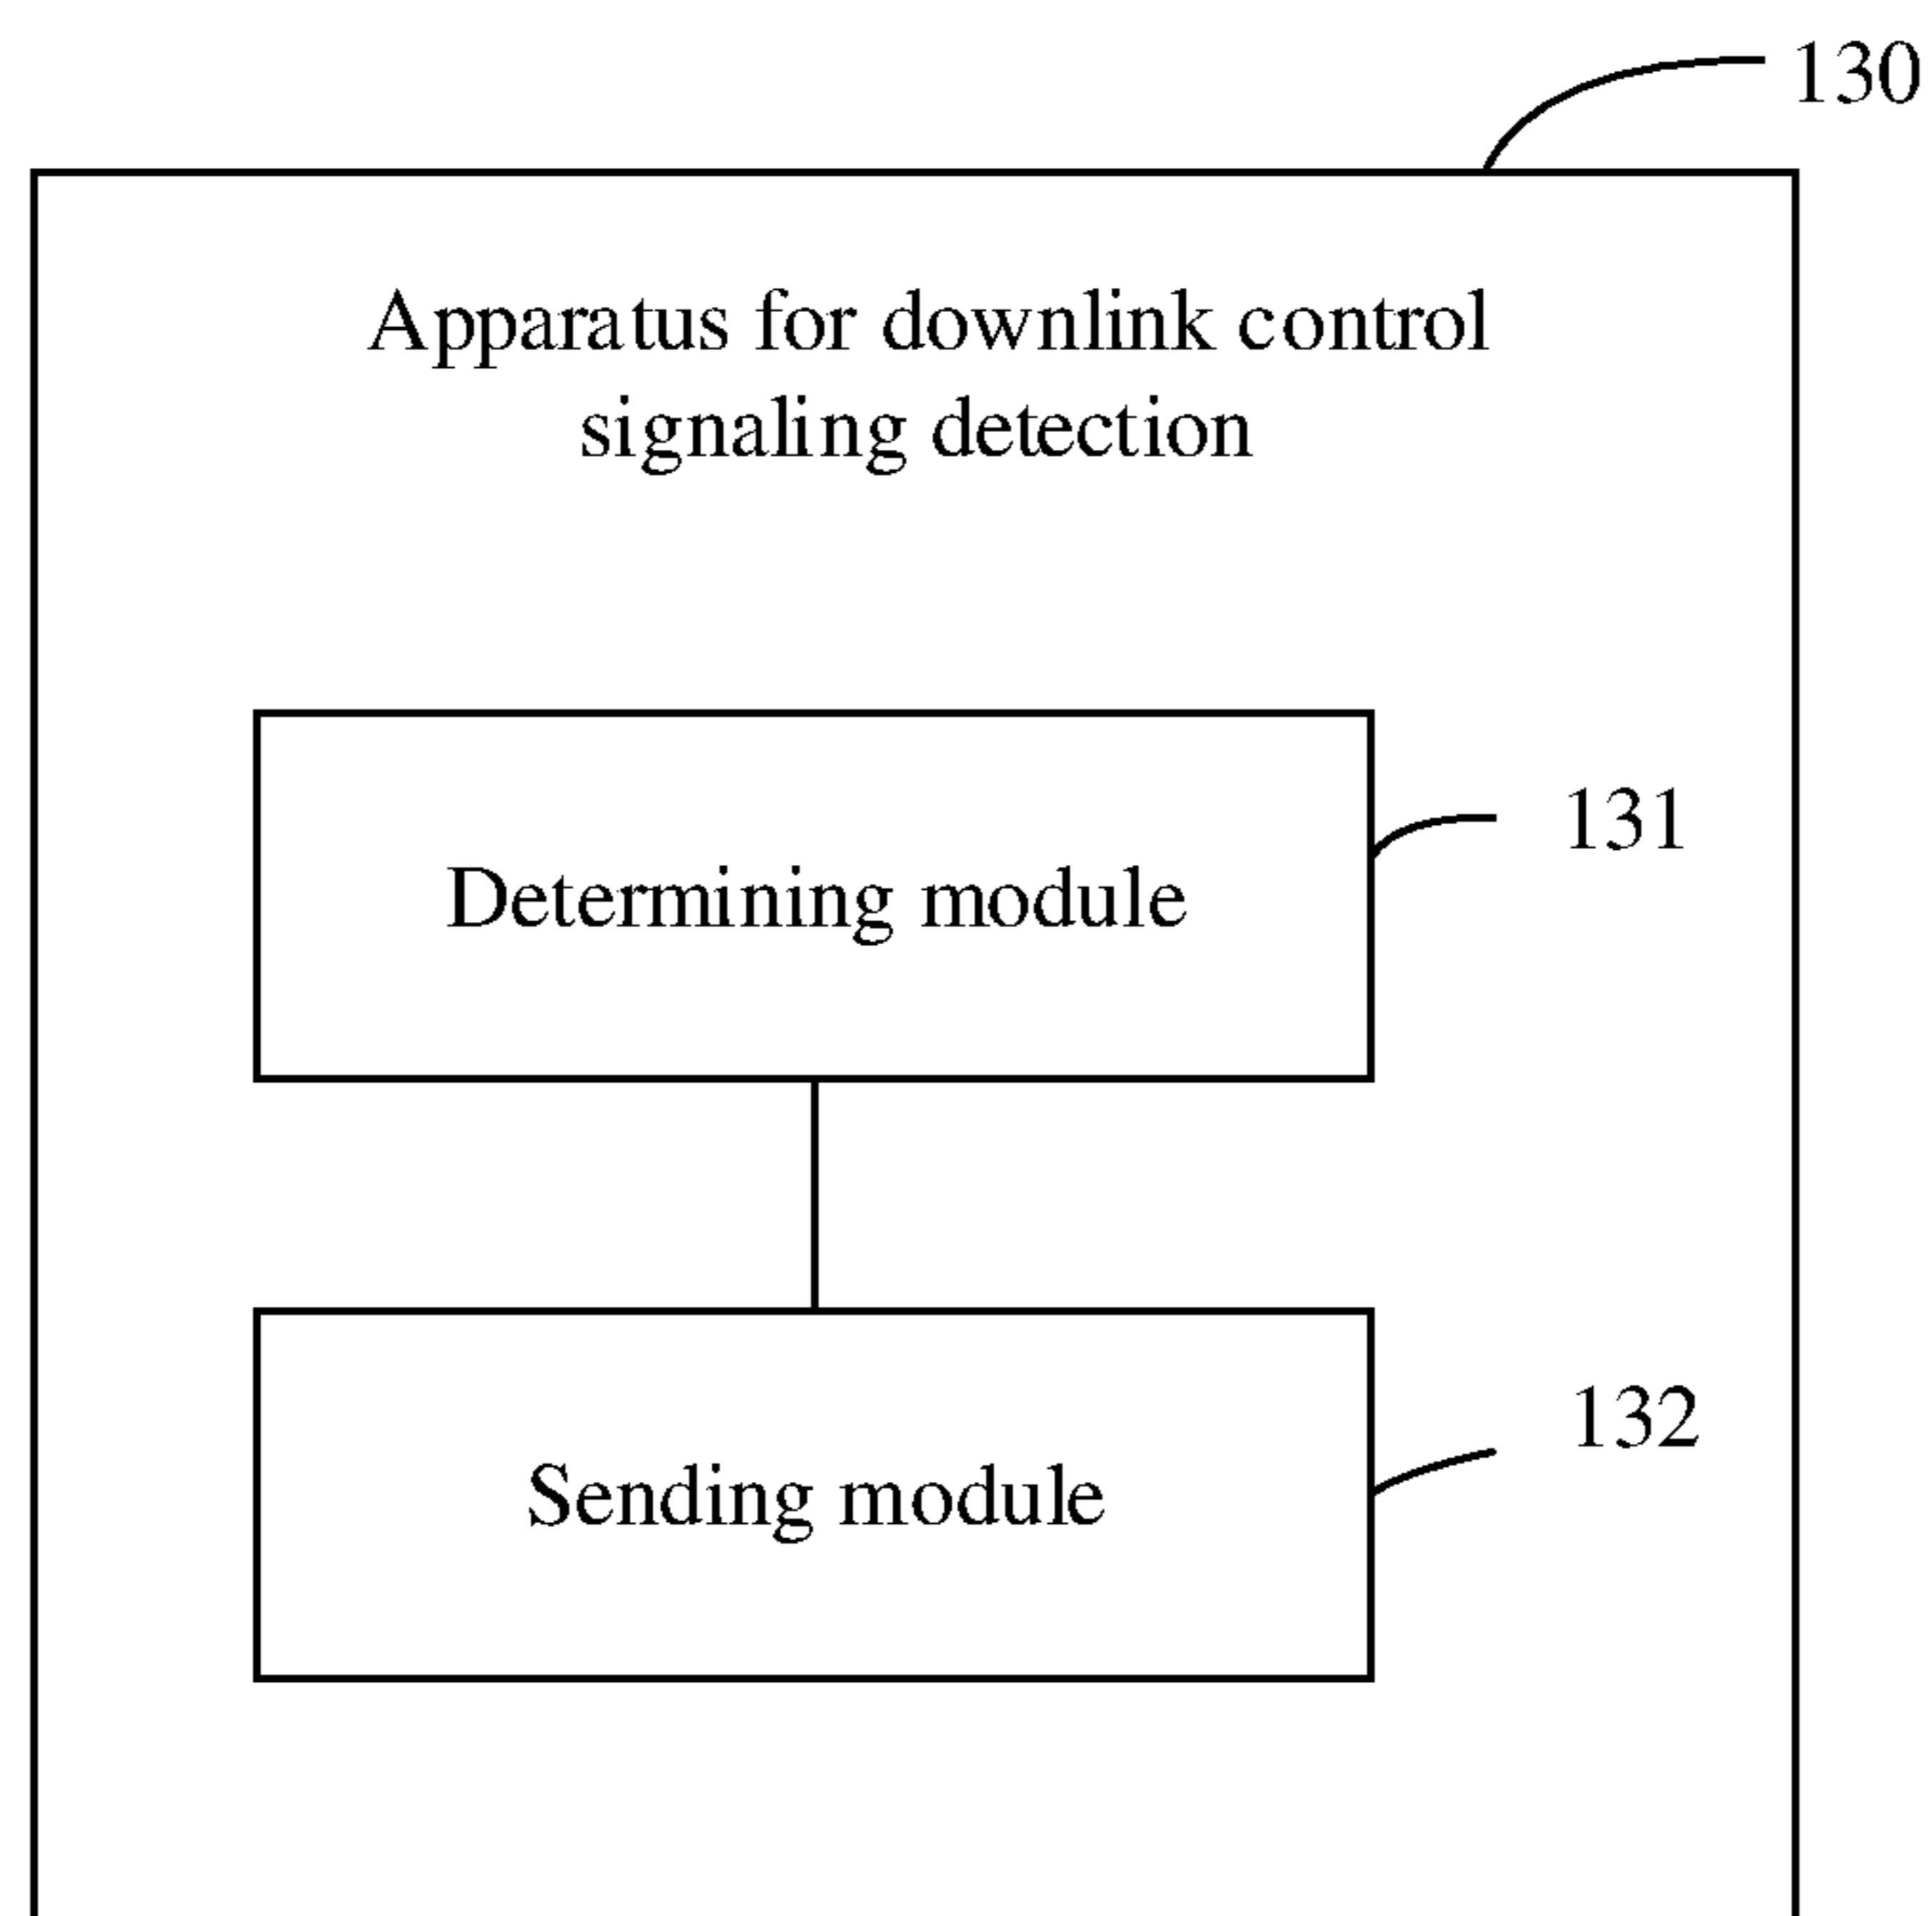 130
Apparatus for downlink control
signaling detection
131
Determining module
132
Sending module